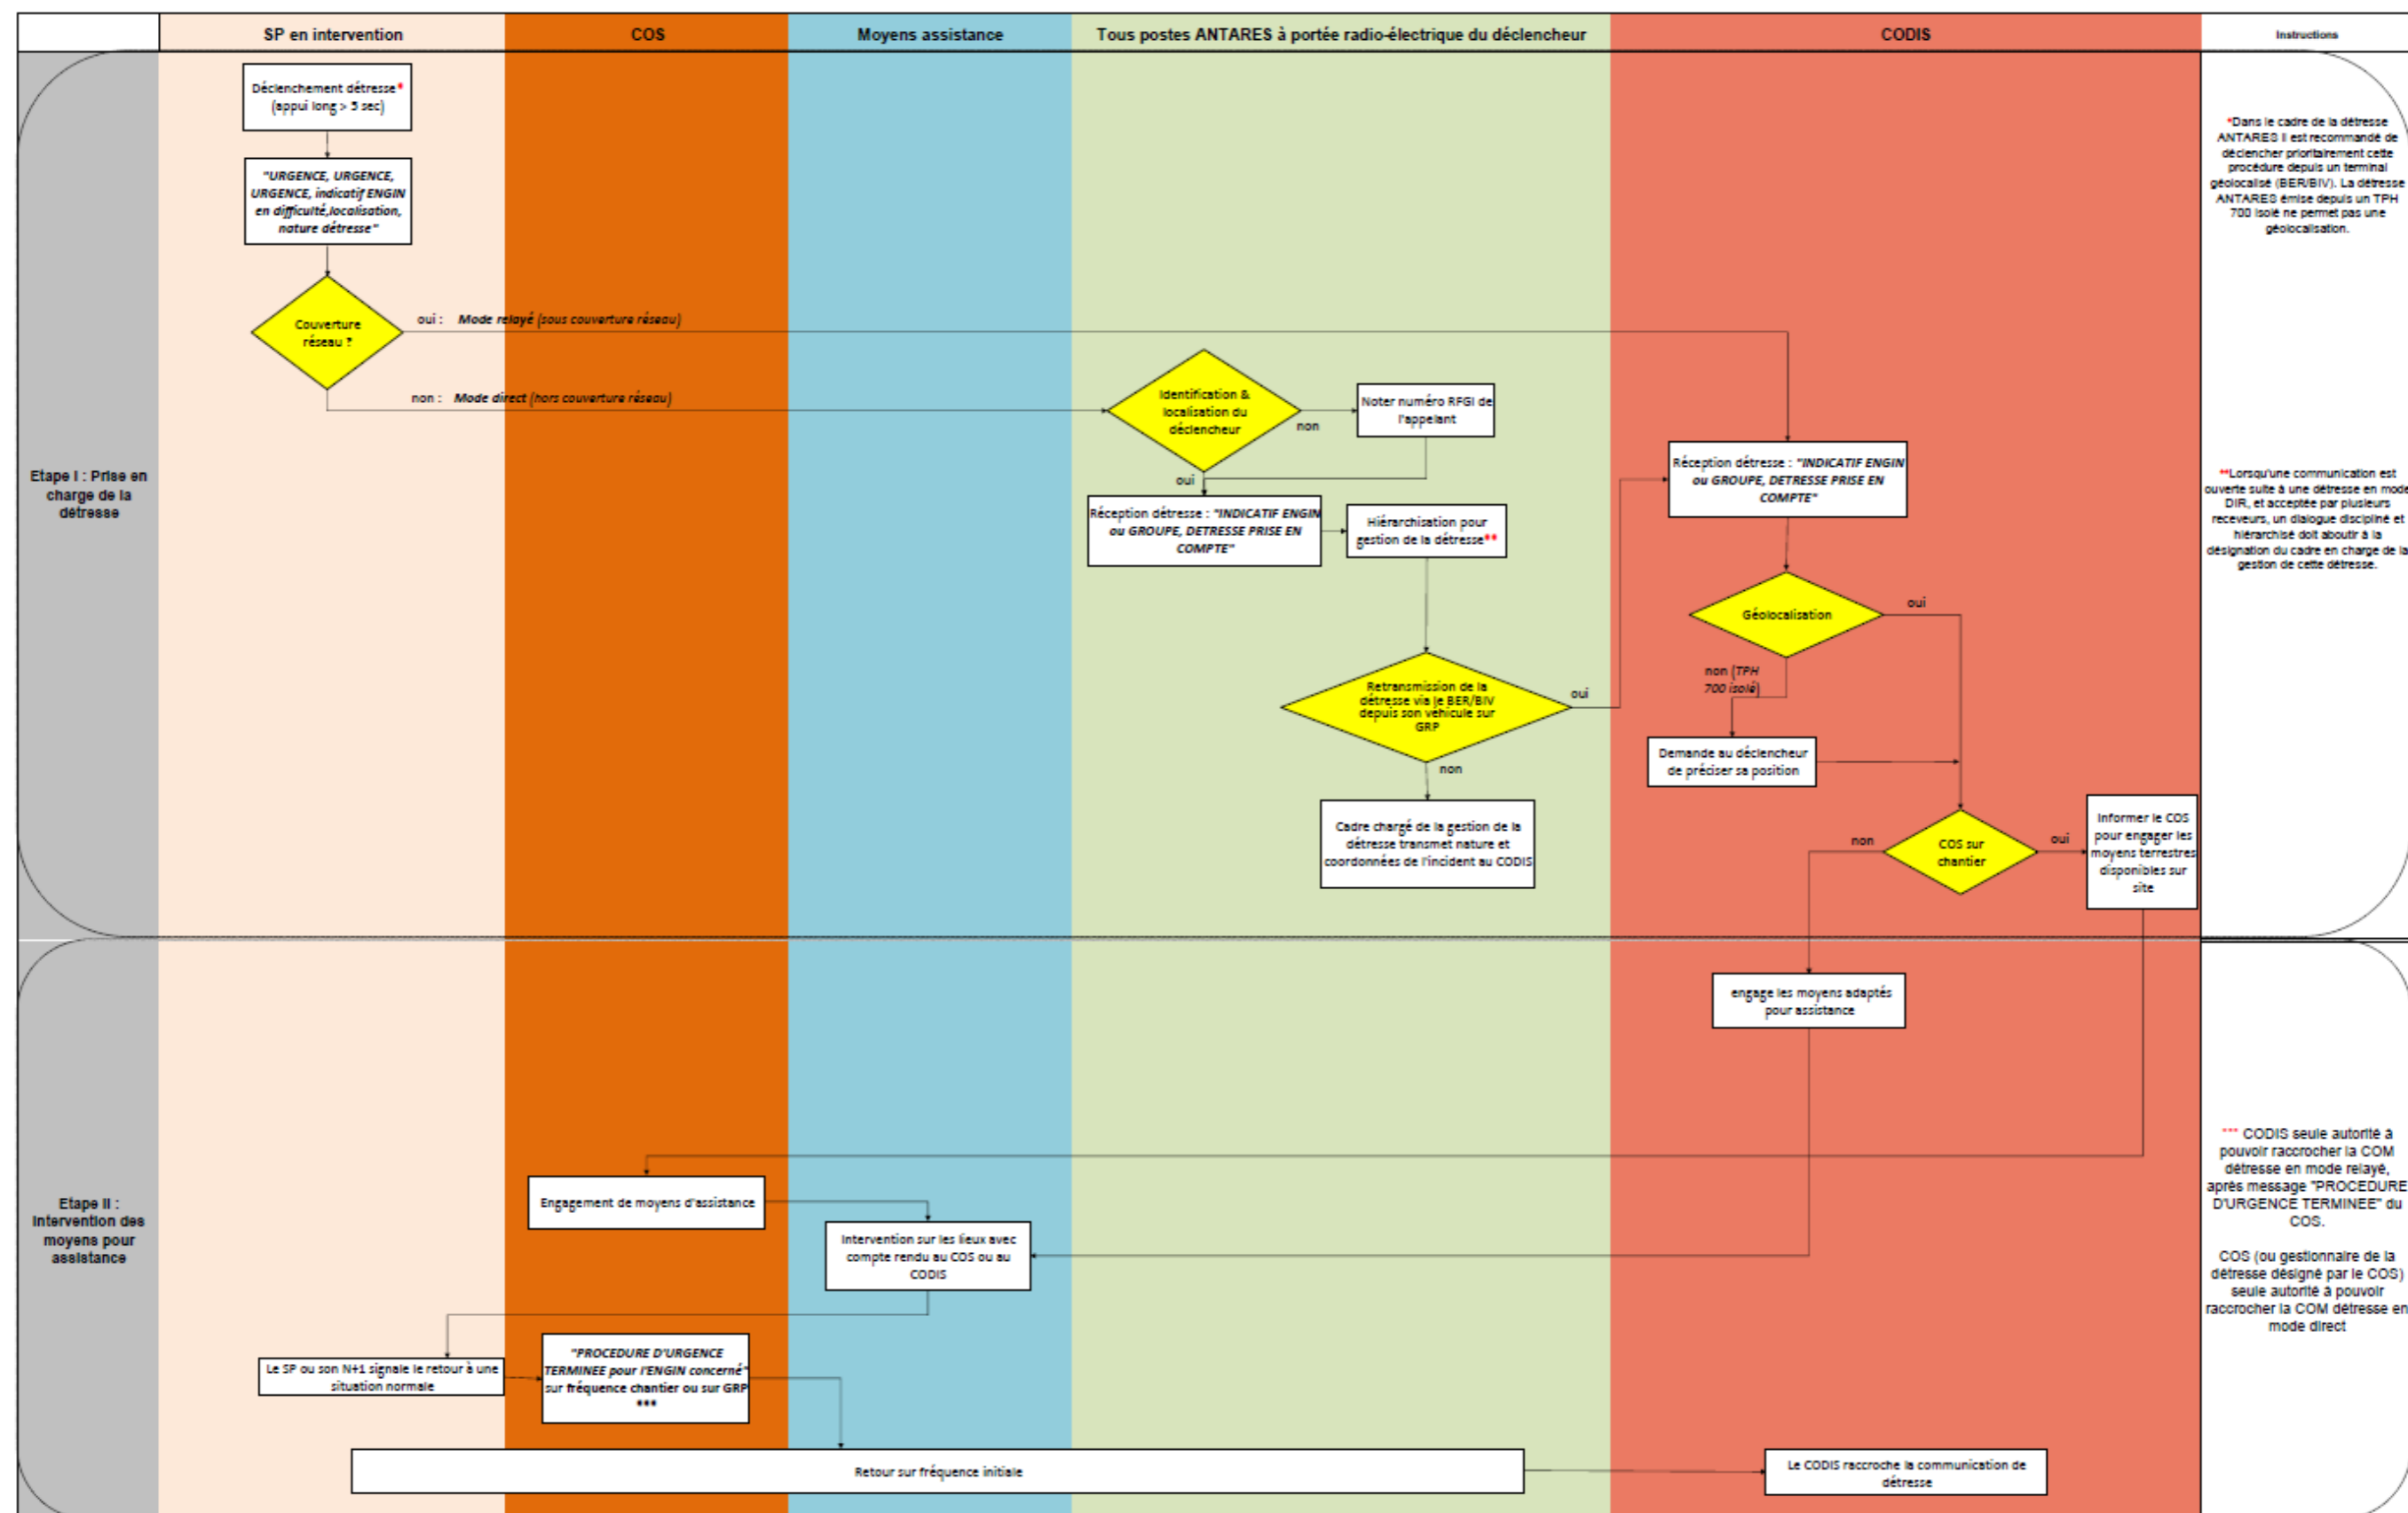 SP en intervention
COS
Moyens assistance
Tous postes ANTARES à portée radio-électrique du déclencheur
CODIS
Instructions
Etape I : Prise en
charge de la
détresse
Déclenchement détresse*
(appui long > 5 sec)
"URGENCE, URGENCE,
URGENCE, indicatif ENGIN
en difficulté,localisation,
nature détresse"
Couverture
réseau ?
oui : Mode relayé (sous couverture réseau)
non : Mode direct (hors couverture réseau)
Identification &
localisation du
déclencheur
non
Noter numéro RFGI de
l'appelant
oui
Réception détresse : "INDICATIF ENGIN
ou GROUPE, DETRESSE PRISE EN
COMPTE"
Hiérarchisation pour
gestion de la détresse**
Retransmission de la
détresse via le BER/BIV
depuis son véhicule sur
GRP
oui
non
Cadre chargé de la gestion de la
détresse transmet nature et
coordonnées de l'incident au CODIS
Réception détresse : "INDICATIF ENGIN
ou GROUPE, DETRESSE PRISE EN
COMPTE"
Géolocalisation
oui
non (TPH
700 isolé)
Demande au déclencheur
de préciser sa position
COS sur
chantier
non
oui
Informer le COS
pour engager les
moyens terrestres
disponibles sur
site
*Dans le cadre de la détresse
ANTARES il est recommandé de
déclencher prioritairement cette
procédure depuis un terminal
géolocalisé (BER/BIV). La détresse
ANTARES émise depuis un TPH
700 isolé ne permet pas une
géolocalisation.
**Lorsqu'une communication est
ouverte suite à une détresse en mode
DIR, et acceptée par plusieurs
receveurs, un dialogue discipliné et
hiérarchisé doit aboutir à la
désignation du cadre en charge de la
gestion de cette détresse.
Etape II :
Intervention des
moyens pour
assistance
engage les moyens adaptés
pour assistance
Engagement de moyens d'assistance
Intervention sur les lieux avec
compte rendu au COS ou au
CODIS
Le SP ou son N+1 signale le retour à une
situation normale
"PROCEDURE D'URGENCE
TERMINEE pour l'ENGIN concerné"
sur fréquence chantier ou sur GRP
***
Retour sur fréquence initiale
Le CODIS raccroche la communication de
détresse
*** CODIS seule autorité à
pouvoir raccrocher la COM
détresse en mode relayé,
après message "PROCEDURE
D'URGENCE TERMINEE" du
COS.
COS (ou gestionnaire de la
détresse désigné par le COS)
seule autorité à pouvoir
raccrocher la COM détresse en
mode direct